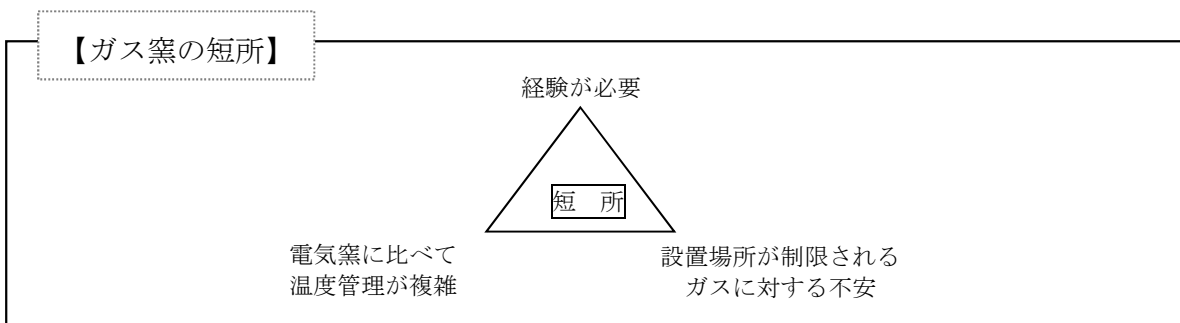 【ガス窯の短所】
経験が必要
短 所
電気窯に比べて
温度管理が複雑
設置場所が制限される
ガスに対する不安